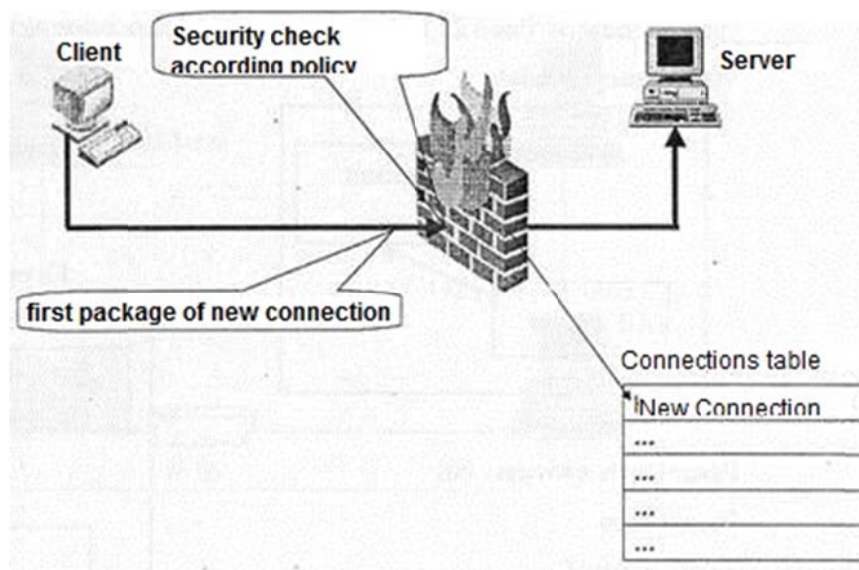 Client
Security check
according policy
Server
first package of new connection
Connections table
New Connection
...
...
...
...